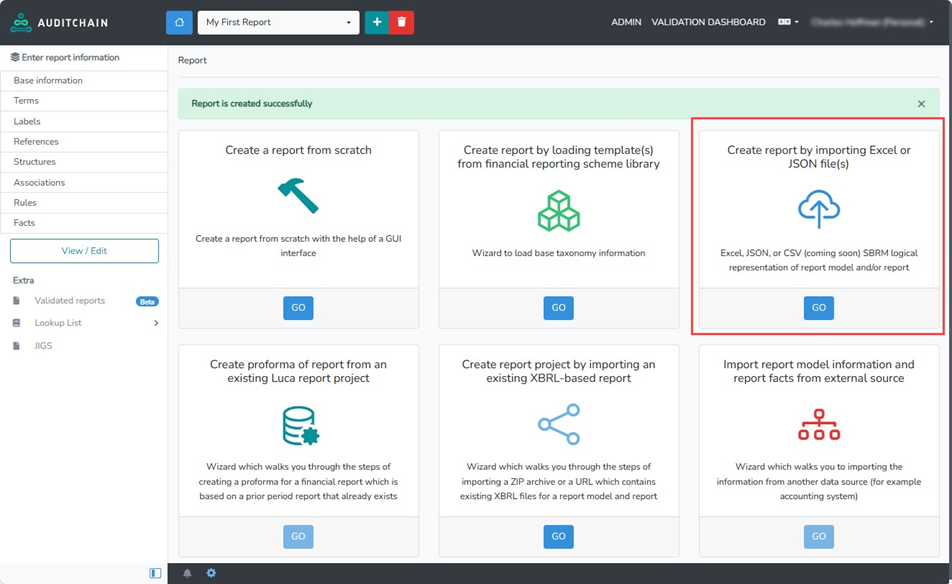 AUDITCHAIN
My First Report
ADMIN
VALIDATION DASHBOARD
Enter report information
Base information
Terms
Labels
References
Structures
Associations
Rules
Facts
View / Edit
Extra
Validated reports
Beta
Lookup List
JIGS
Report
Report is created successfully
Create a report from scratch
Create a report from scratch with the help of a GUI
interface
GO
Create report by loading template(s)
from financial reporting scheme library
Wizard to load base taxonomy information
GO
Create report by importing Excel or
JSON file(s)
Excel, JSON, or CSV (coming soon) SBRM logical
representation of report model and/or report
GO
Create proforma of report from an
existing Luca report project
Wizard which walks you through the steps of
creating a proforma for a financial report which is
based on a prior period report that already exists
GO
Create report project by importing an
existing XBRL-based report
Wizard which walks you through the steps of
importing a ZIP archive or a URL which contains
existing XBRL files for a report model and report
GO
Import report model information and
report facts from external source
Wizard which walks you to importing the
information from another data source (for example
accounting system)
GO